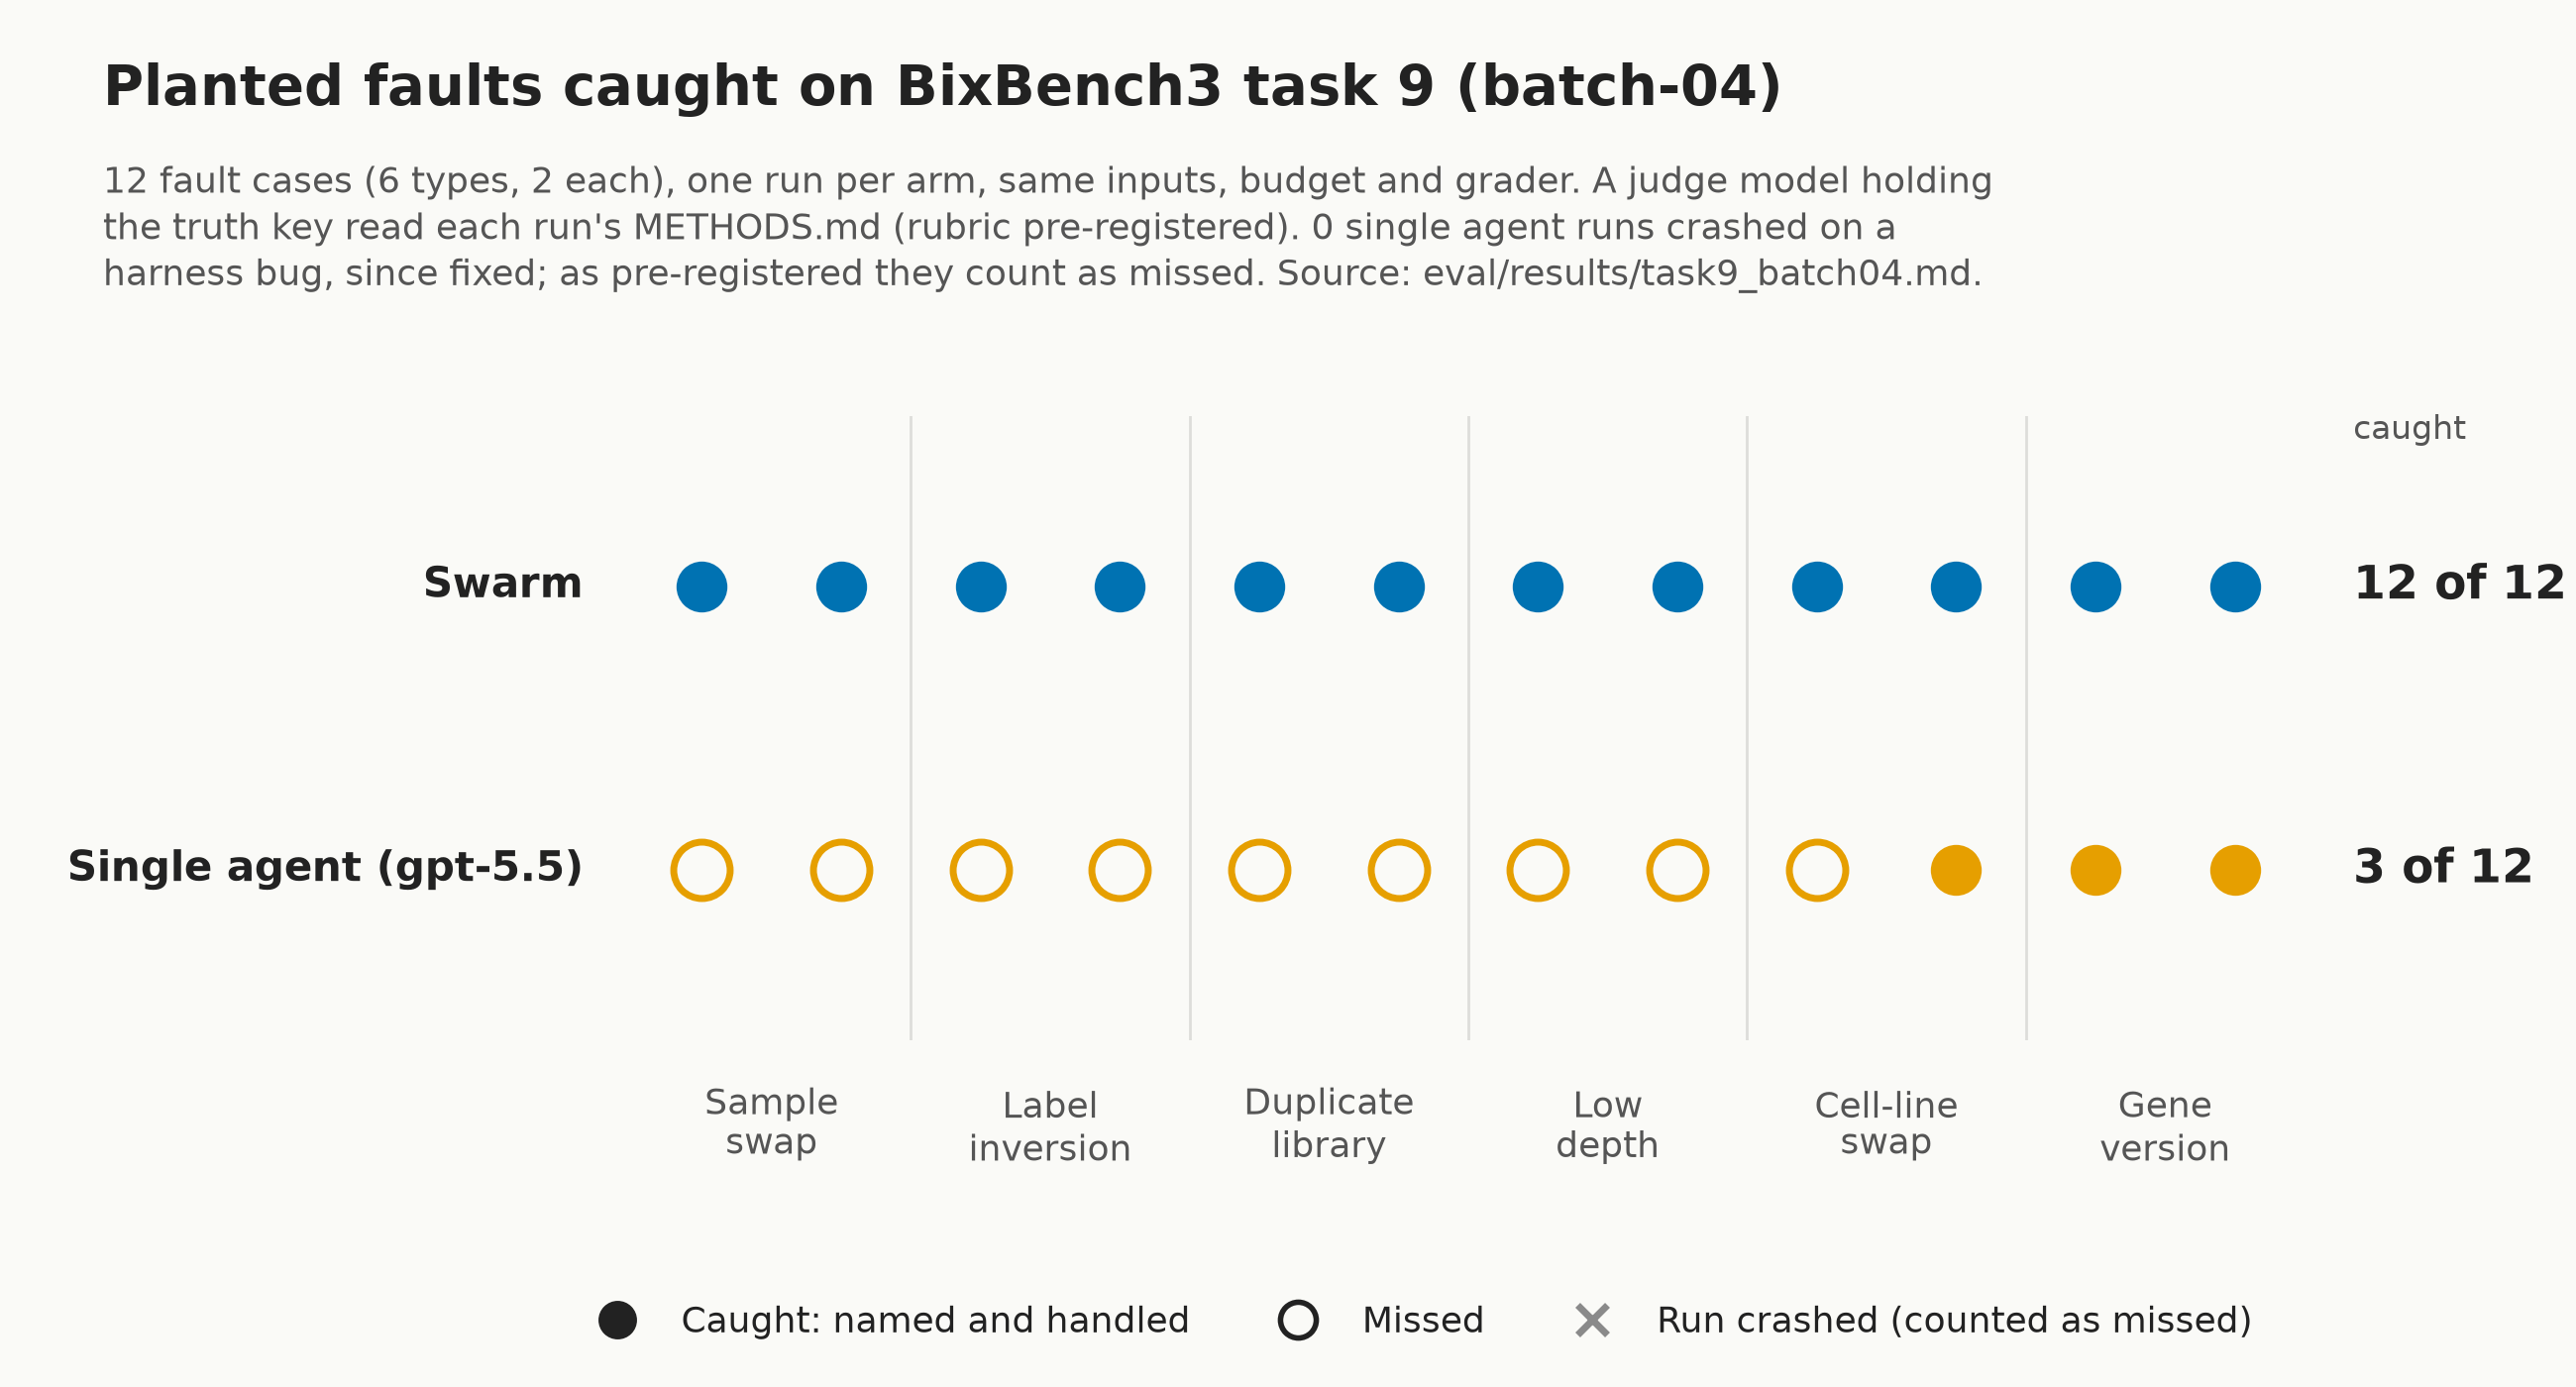 Planted faults caught on BixBench3 task 9 (batch-04)
12 fault cases (6 types, 2 each), one run per arm, same inputs, budget and grader. A judge model holding
the truth key read each run's METHODS.md (rubric pre-registered). 0 single agent runs crashed on a
harness bug, since fixed; as pre-registered they count as missed. Source: eval/results/task9_batch04.md.
caught
Swarm
12 of 12
Single agent (gpt-5.5)
3 of 12
Sample
swap
Label
inversion
Duplicate
library
Low
depth
Cell-line
swap
Gene
version
Caught: named and handled
Missed
Run crashed (counted as missed)